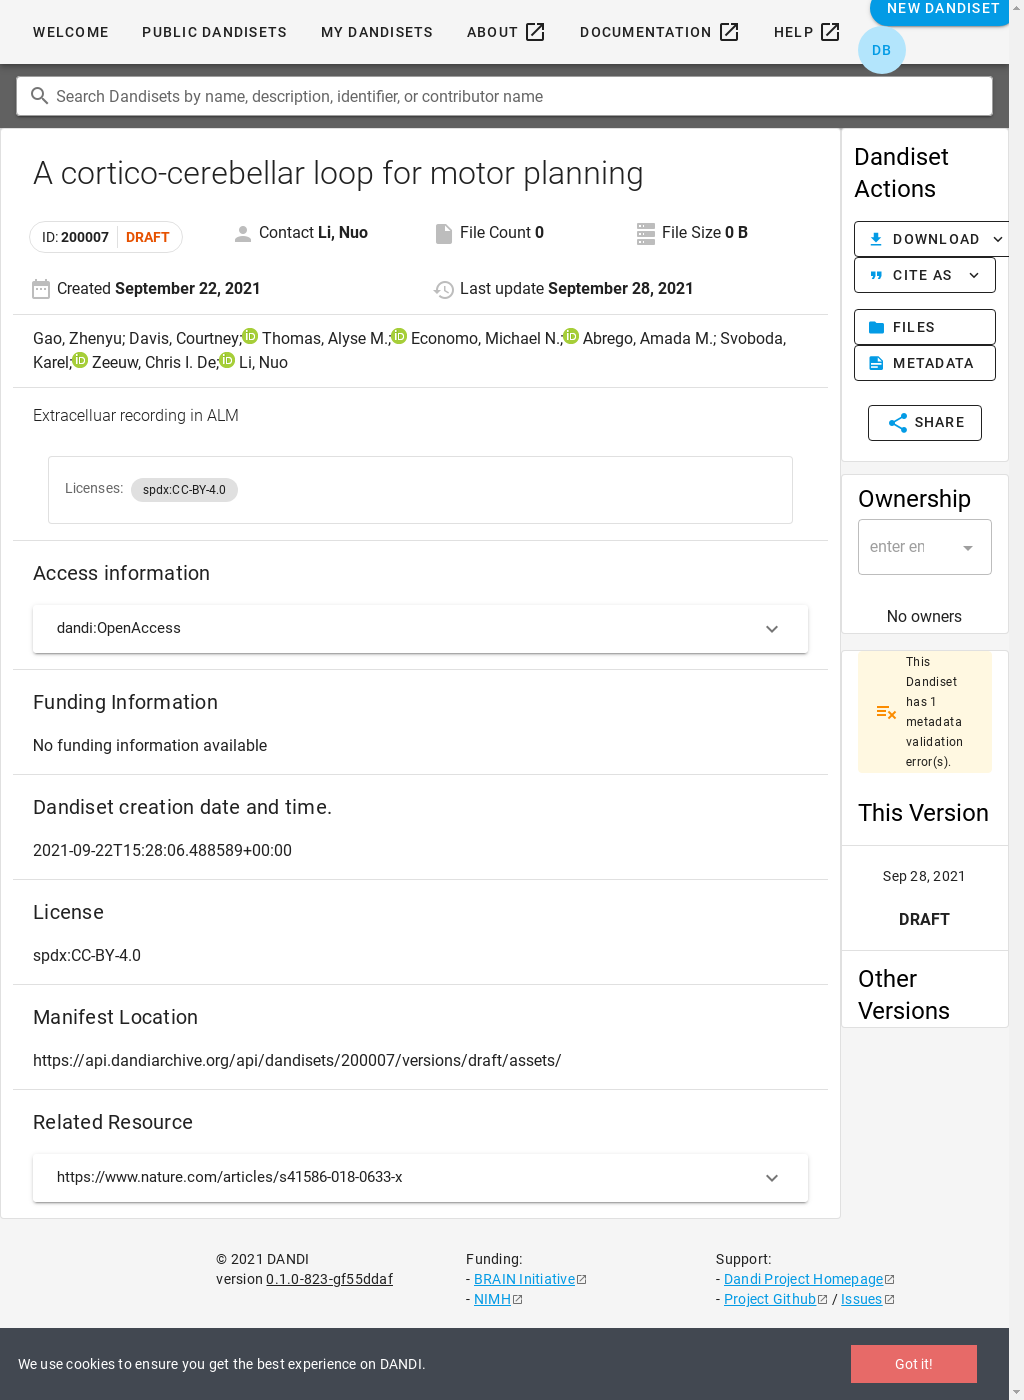 WELCOME PUBLIC DANDISETS MY DANDISETS ABOUT DOCUMENTATION HELP NEW DANDISET
DB
Search Dandisets by name, description, identifier, or contributor name
A cortico-cerebellar loop for motor planning
ID: 200007 DRAFT Contact Li, Nuo File Count 0 File Size 0 B
Created September 22, 2021 Last update September 28, 2021
Gao, Zhenyu; Davis, Courtney; iD Thomas, Alyse M.; iD Economo, Michael N.; iD Abrego, Amada M.; Svoboda,
Karel; iD Zeeuw, Chris I. De; iD Li, Nuo
Extracelluar recording in ALM
Licenses: spdx:CC-BY-4.0
Access information
dandi:OpenAccess
Funding Information
No funding information available
Dandiset creation date and time.
2021-09-22T15:28:06.488589+00:00
License
spdx:CC-BY-4.0
Manifest Location
https://api.dandiarchive.org/api/dandisets/200007/versions/draft/assets/
Related Resource
https://www.nature.com/articles/s41586-018-0633-x
Dandiset
Actions
DOWNLOAD
CITE AS
FILES
METADATA
SHARE
Ownership
enter en
No owners
This
Dandiset
has 1
metadata
validation
error(s).
This Version
Sep 28, 2021
DRAFT
Other
Versions
© 2021 DANDI
version 0.1.0-823-gf55ddaf
Funding:
- BRAIN Initiative
- NIMH
Support:
- Dandi Project Homepage
- Project Github / Issues
We use cookies to ensure you get the best experience on DANDI.
Got it!